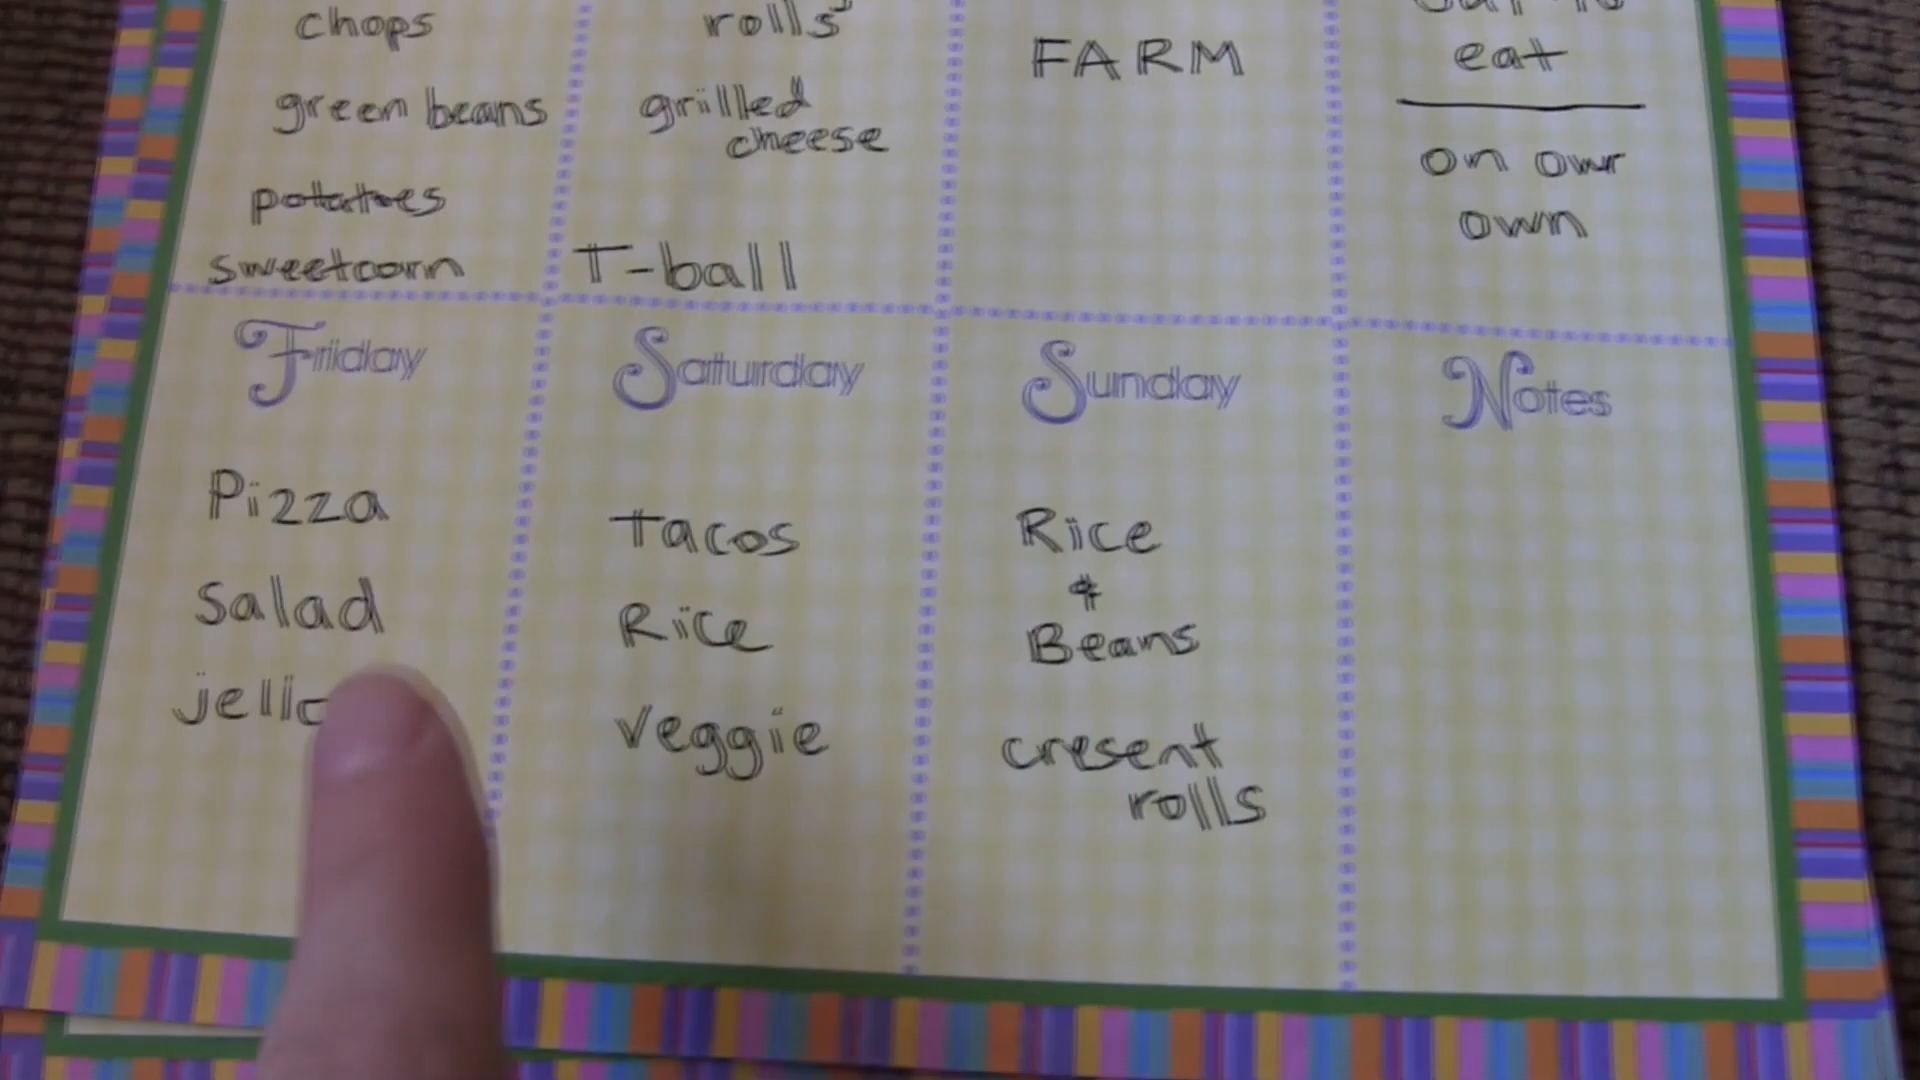 chops
green beans
potatoes
sweetcorn
rolls
grilled
cheese
T-ball
FARM
eat
on our
own
Friday
Pizza
Salad
Saturday
Tacos
Rice
Veggie
Sunday
Rice
&
Beans
cresent
rolls
Notes